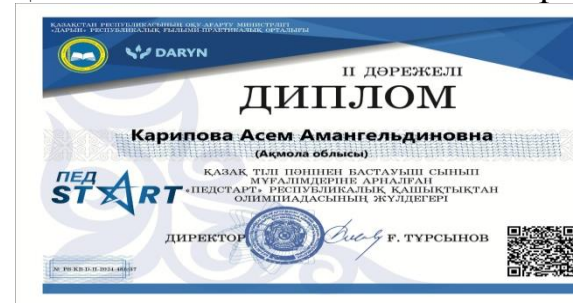 ҚАЗАҚСТАН РЕСПУБЛИКАСЫНЫҢ ОҚУ-АҒАРТУ МИНИСТРЛІГІ
«ДАРЫН» РЕСПУБЛИКАЛЫҚ ҒЫЛЫМИ-ПРАКТИКАЛЫҚ ОРТАЛЫҒЫ
DARYN
II ДӘРЕЖЕЛІ
ДИПЛОМ
Карипова Асем Амангельдиновна
(Ақмола облысы)
ҚАЗАҚ ТІЛІ ПӘНІНЕН БАСТАУЫШ СЫНЫП
МҰҒАЛІМДЕРІНЕ АРНАЛҒАН
«ПЕДСТАРТ» РЕСПУБЛИКАЛЫҚ ҚАШЫҚТЫҚТАН
ОЛИМПИАДАСЫНЫҢ ЖҮЛДЕГЕРІ
ПЕД
START
ДИРЕКТОР
Ғ. ТҰРСЫНОВ